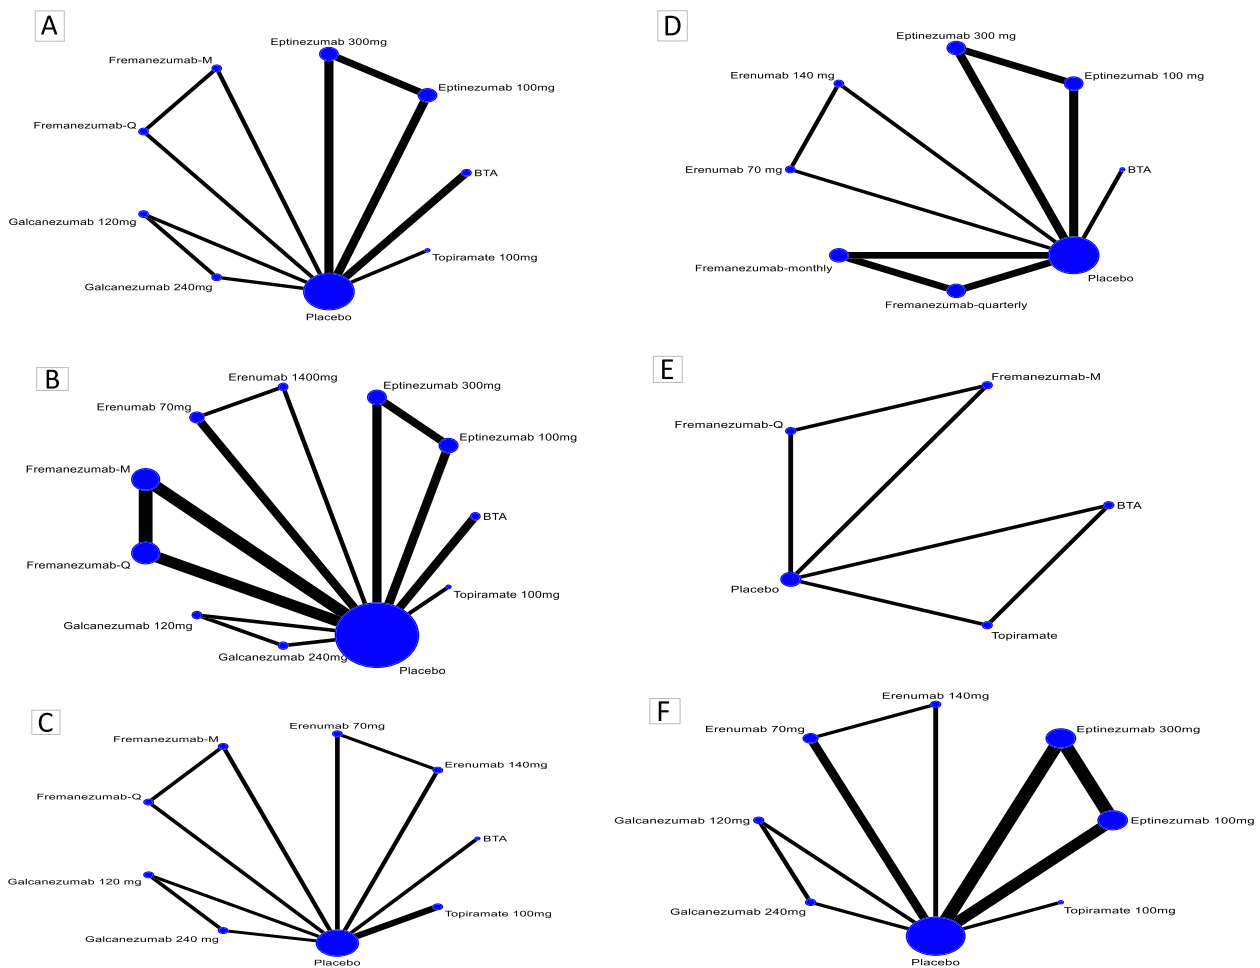 A
Eptinezumab 300mg
Fremanezumab-M
Eptinezumab 100mg
Fremanezumab-Q
BTA
Galcanezumab 120mg
Topiramate 100mg
Galcanezumab 240mg
Placebo
D
Eptinezumab 300 mg
Erenumab 140 mg
Eptinezumab 100 mg
Erenumab 70 mg
BTA
Fremanezumab-monthly
Placebo
Fremanezumab-quarterly
B
Erenumab 1400mg
Eptinezumab 300mg
Erenumab 70mg
Eptinezumab 100mg
Fremanezumab-M
BTA
Fremanezumab-Q
Topiramate 100mg
Galcanezumab 120mg
Galcanezumab 240mg
Placebo
E
Fremanezumab-M
Fremanezumab-Q
BTA
Placebo
Topiramate
C
Erenumab 70mg
Fremanezumab-M
Erenumab 140mg
Fremanezumab-Q
BTA
Galcanezumab 120 mg
Topiramate 100mg
Galcanezumab 240 mg
Placebo
F
Erenumab 140mg
Erenumab 70mg
Eptinezumab 300mg
Galcanezumab 120mg
Eptinezumab 100mg
Galcanezumab 240mg
Topiramate 100mg
Placebo